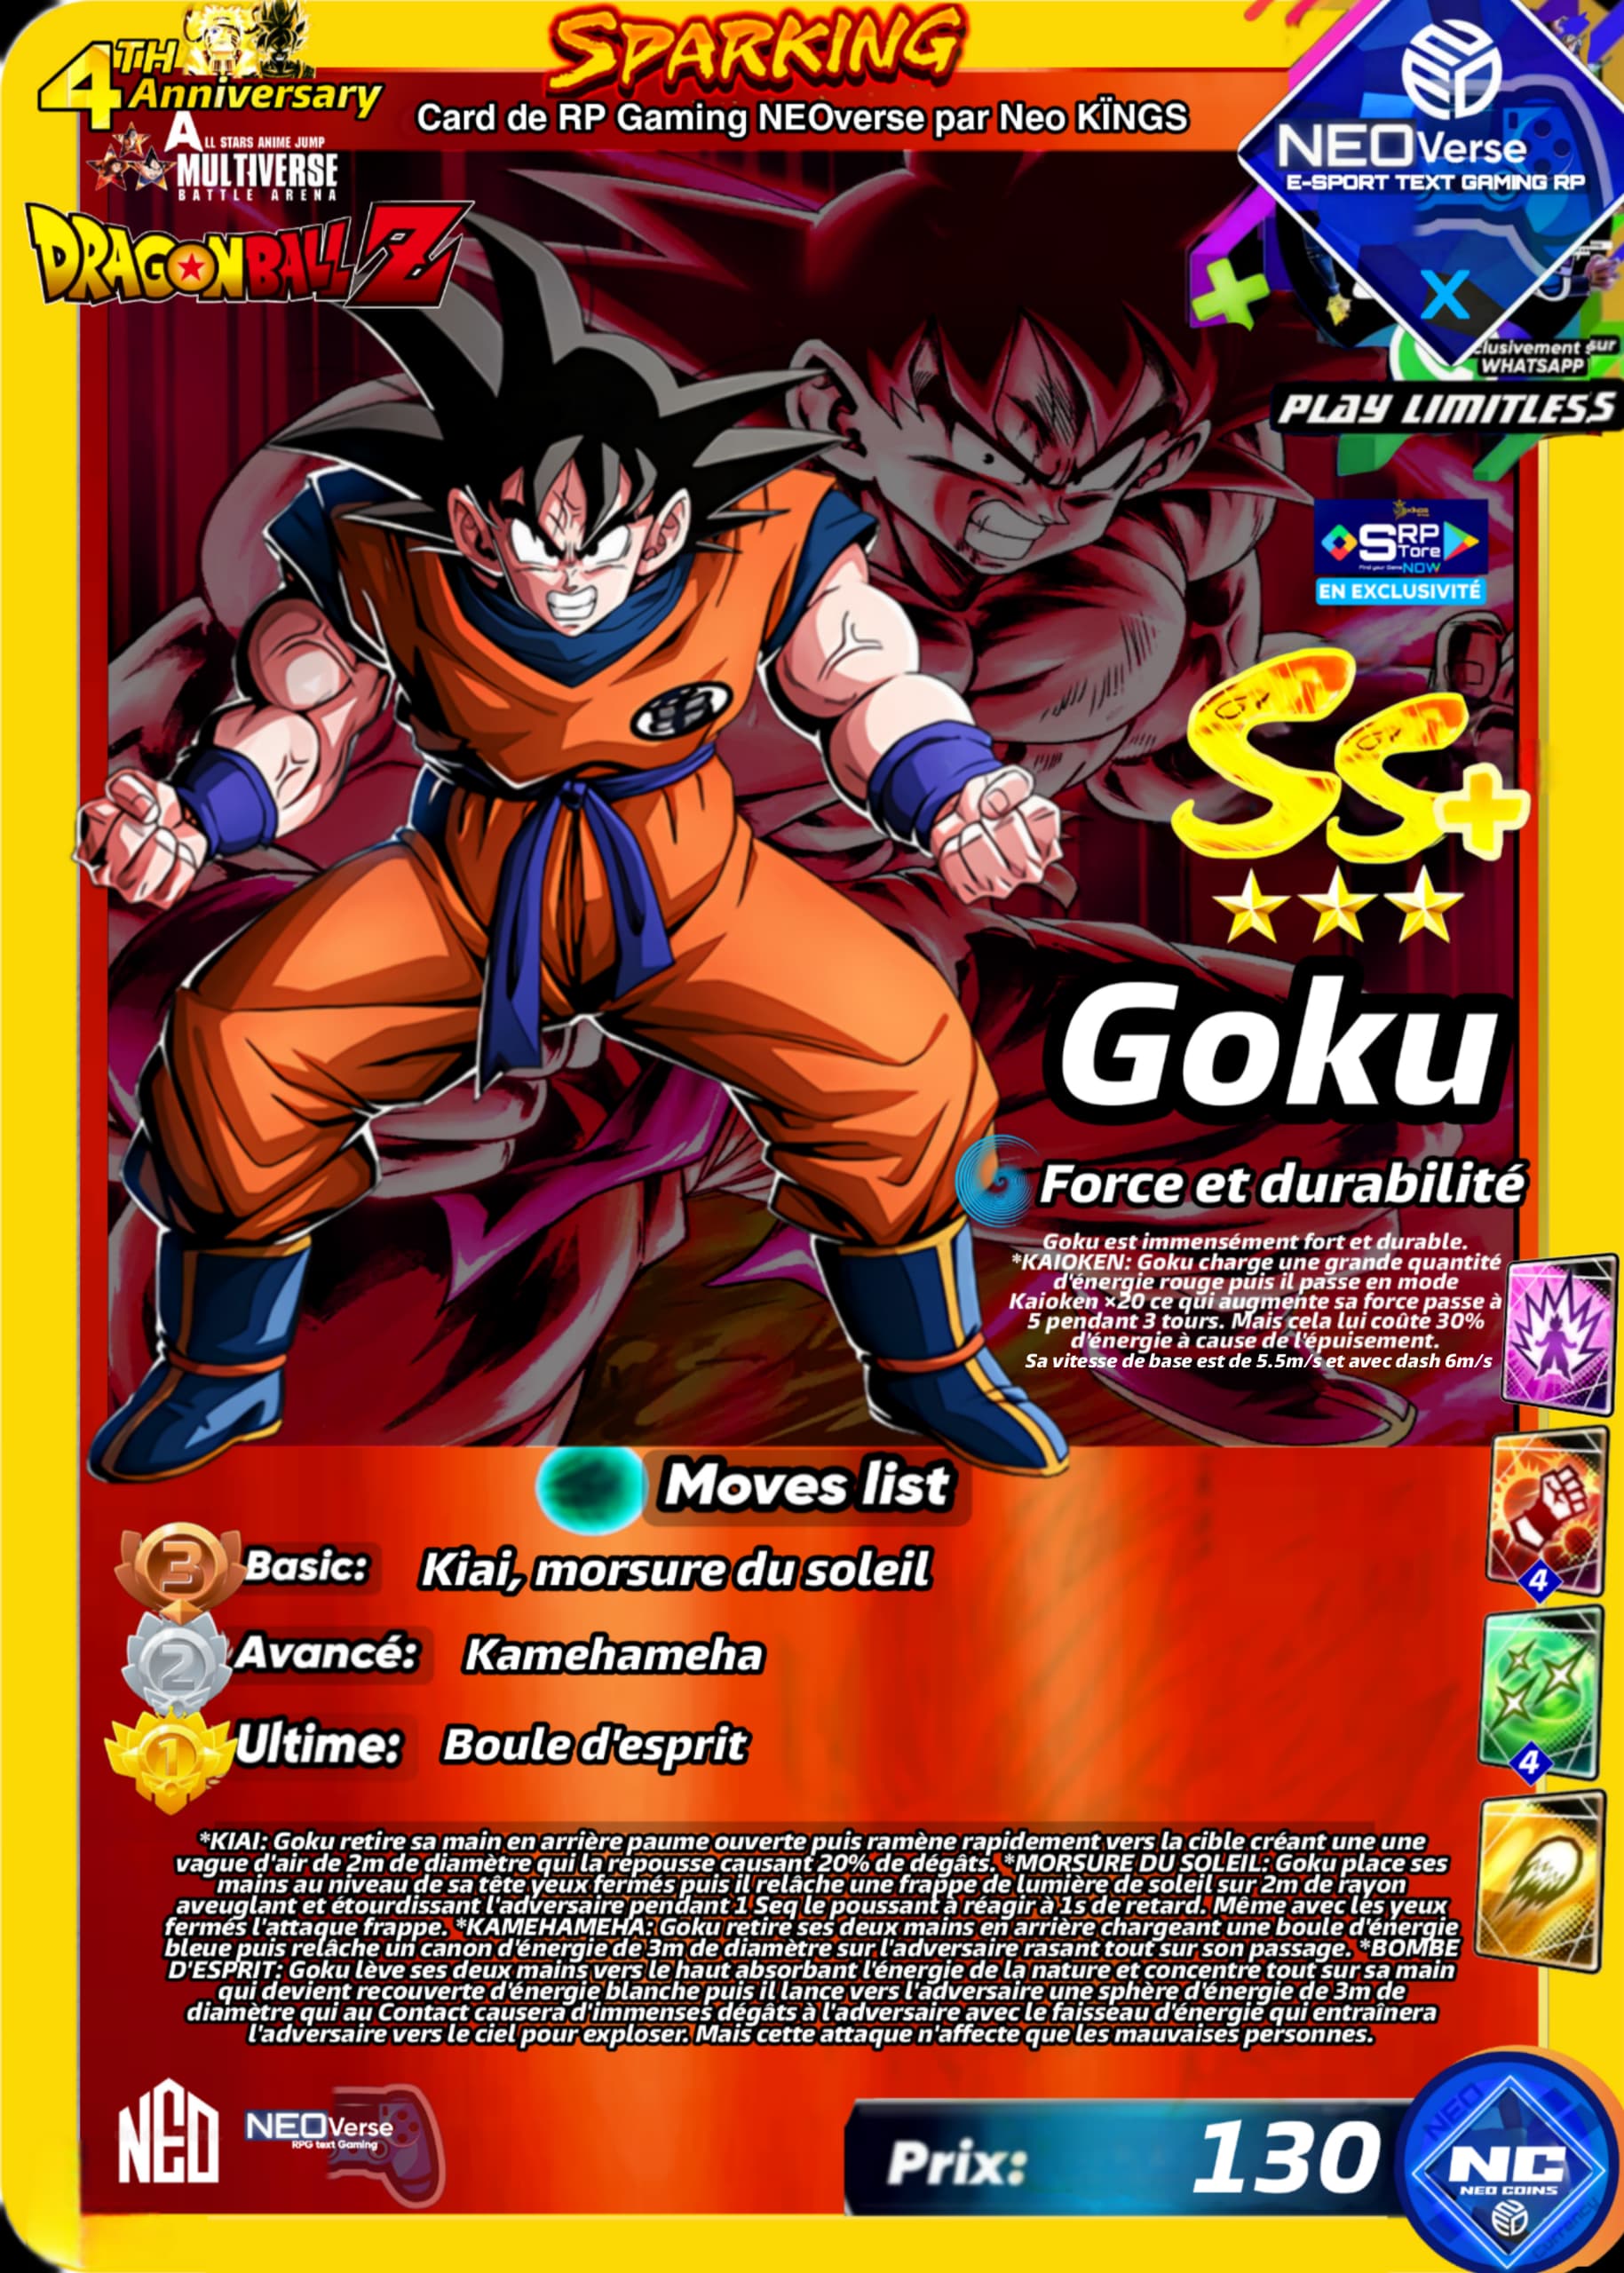 4TH
Anniversary
SPARKING
Card de RP Gaming NEOverse par Neo KÏNGS
ALL STARS ANIME JUMP
MULTIVERSE
BATTLE ARENA
DRAGONBALL Z
NEOVerse
E-SPORT TEXT GAMING RP
X
clusivement sur
WHATSAPP
PLAY LIMITLESS
SRP
Tore
NOW
EN EXCLUSIVITÉ
SS+
Goku
Force et durabilité
Goku est immensément fort et durable.
*KAIOKEN: Goku charge une grande quantité
d'énergie rouge puis il passe en mode
Kaioken ×20 ce qui augmente sa force passe à
5 pendant 3 tours. Mais cela lui coûte 30%
d'énergie à cause de l'épuisement.
Sa vitesse de base est de 5.5m/s et avec dash 6m/s
Moves list
3 Basic: Kiai, morsure du soleil
4
2 Avancé: Kamehameha
4
1 Ultime: Boule d'esprit
*KIAI: Goku retire sa main en arrière paume ouverte puis ramène rapidement vers la cible créant une une
vague d'air de 2m de diamètre qui la repousse causant 20% de dégâts. *MORSURE DU SOLEIL: Goku place ses
mains au niveau de sa tête yeux fermés puis il relâche une frappe de lumière de soleil sur 2m de rayon
aveuglant et étourdissant l'adversaire pendant 1 Seq le poussant à réagir à 1s de retard. Même avec les yeux
fermés l'attaque frappe. *KAMEHAMEHA: Goku retire ses deux mains en arrière chargeant une boule d'énergie
bleue puis relâche un canon d'énergie de 3m de diamètre sur l'adversaire rasant tout sur son passage. *BOMBE
D'ESPRIT: Goku lève ses deux mains vers le haut absorbant l'énergie de la nature et concentre tout sur sa main
qui devient recouverte d'énergie blanche puis il lance vers l'adversaire une sphère d'énergie de 3m de
diamètre qui au Contact causera d'immenses dégâts à l'adversaire avec le faisceau d'énergie qui entraînera
l'adversaire vers le ciel pour exploser. Mais cette attaque n'affecte que les mauvaises personnes.
NEO
NEOVerse
RPG text Gaming
Prix: 130
NC
NEO COINS